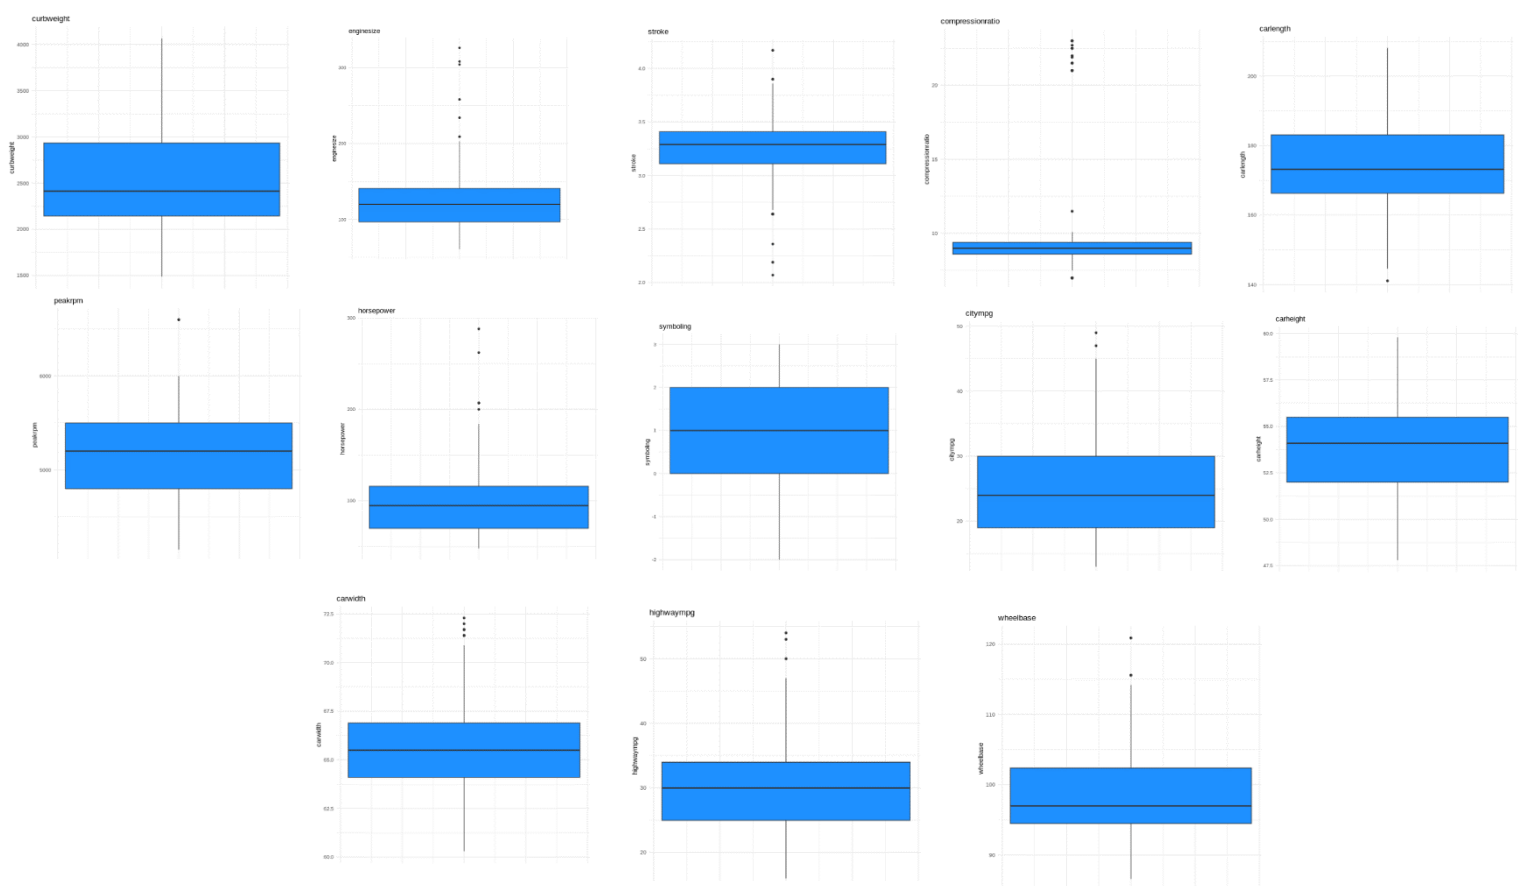 curbweight
curbweight
4000
3500
3000
2500
2000
1500
enginesize
enginesize
300
200
100
stroke
stroke
4.0
3.5
3.0
2.5
2.0
compressionratio
compressionratio
20
15
10
carlength
carlength
200
180
160
140
peakrpm
peakrpm
6000
5000
horsepower
horsepower
300
200
100
symboling
symboling
3
2
1
0
-1
-2
citympg
citympg
50
40
30
20
carheight
carheight
60.0
57.5
55.0
52.5
50.0
47.5
carwidth
carwidth
72.5
70.0
67.5
65.0
62.5
60.0
highwaympg
highwaympg
50
40
30
20
wheelbase
wheelbase
120
110
100
90